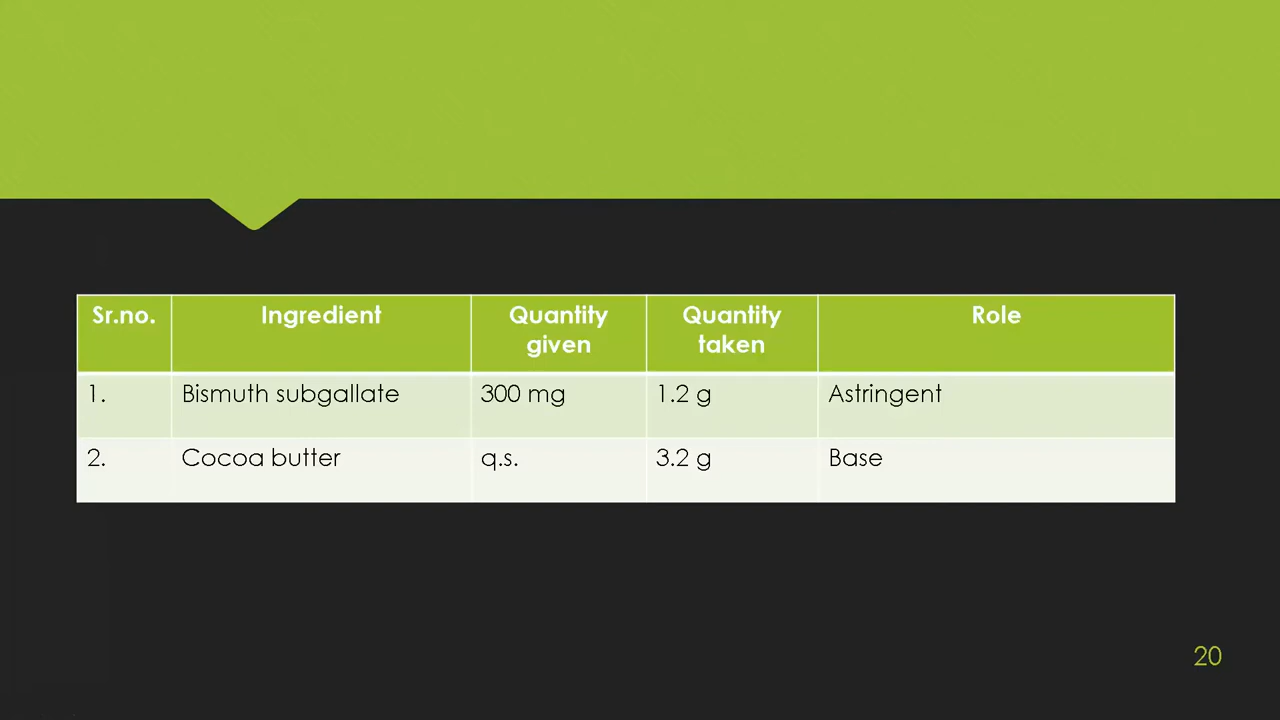 Sr.no. Ingredient Quantity given Quantity taken Role
1. Bismuth subgallate 300 mg 1.2 g Astringent
2. Cocoa butter q.s. 3.2 g Base
20